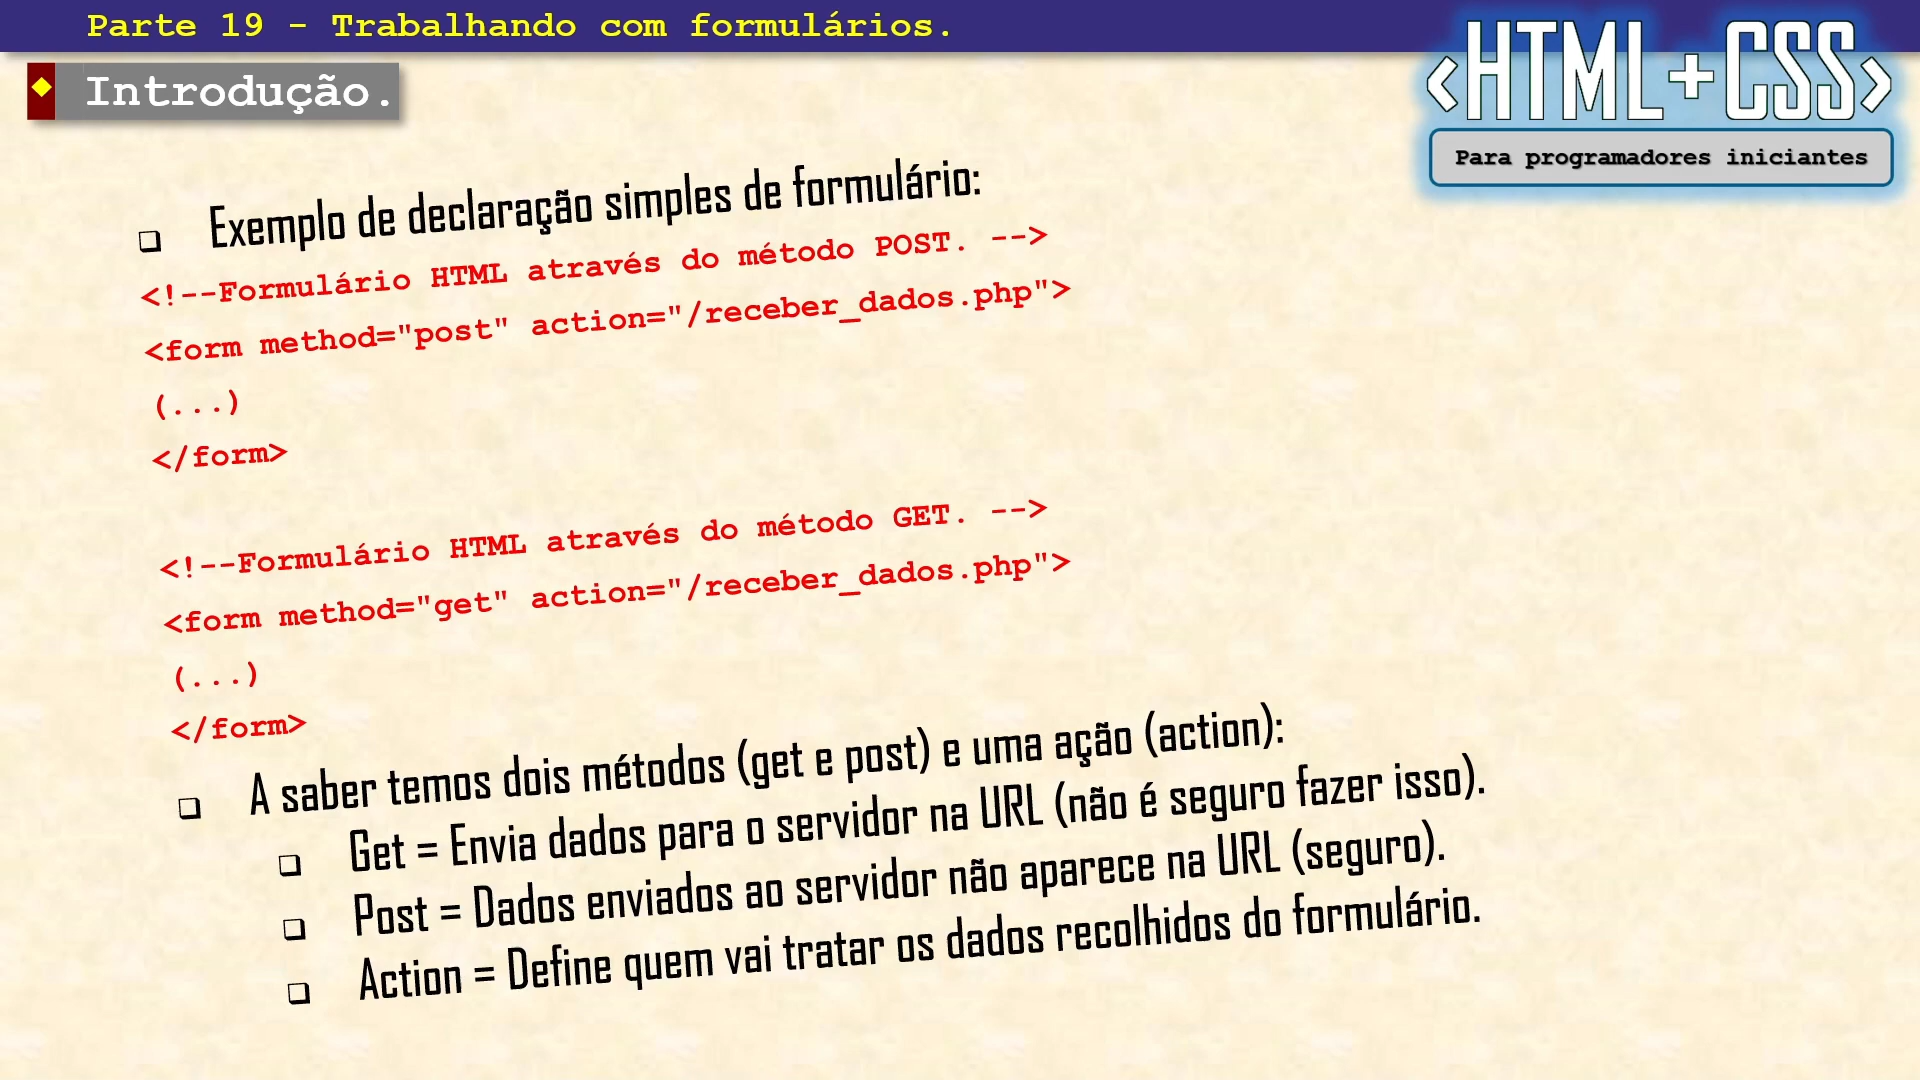 Parte 19 - Trabalhando com formulários.
Introdução.
<HTML+CSS>
Para programadores iniciantes
Exemplo de declaração simples de formulário:
<!--Formulário HTML através do método POST. -->
<form method="post" action="/receber_dados.php">
(...)
</form>
<!--Formulário HTML através do método GET. -->
<form method="get" action="/receber_dados.php">
(...)
</form>
A saber temos dois métodos (get e post) e uma ação (action):
Get = Envia dados para o servidor na URL (não é seguro fazer isso).
Post = Dados enviados ao servidor não aparece na URL (seguro).
Action = Define quem vai tratar os dados recolhidos do formulário.